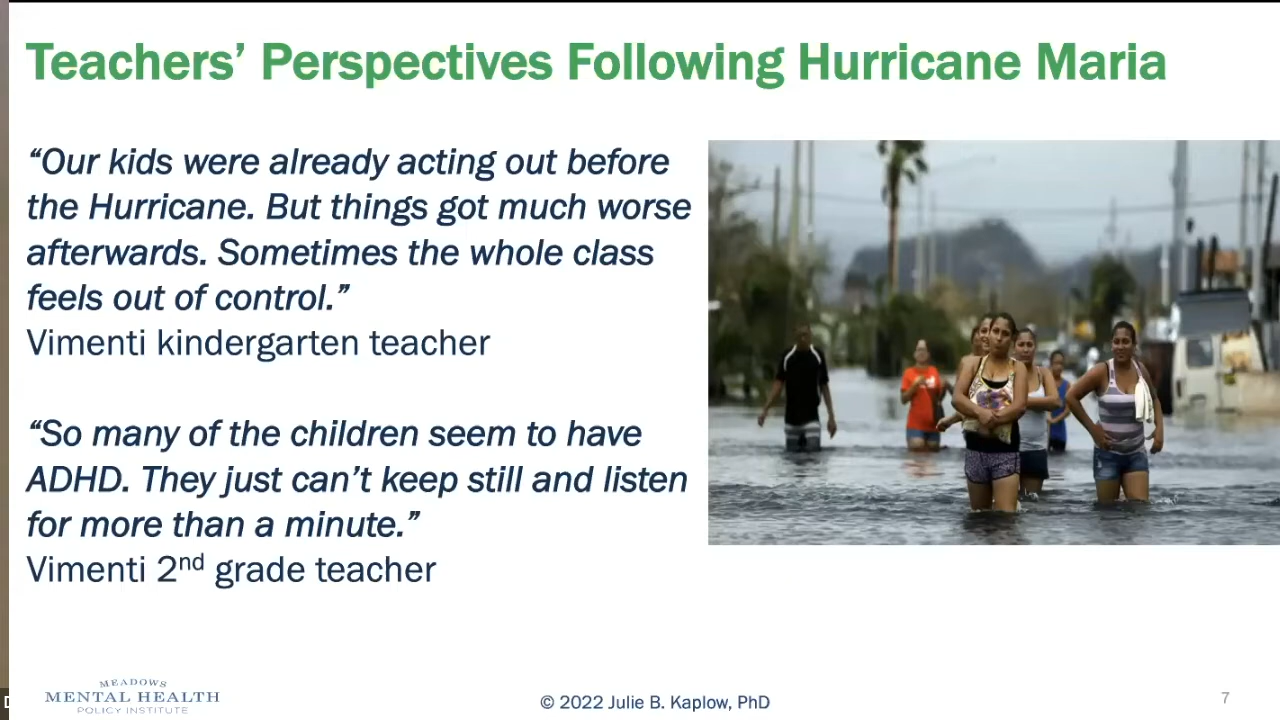 Teachers’ Perspectives Following Hurricane Maria
“Our kids were already acting out before
the Hurricane. But things got much worse
afterwards. Sometimes the whole class
feels out of control.”
Vimenti kindergarten teacher
“So many of the children seem to have
ADHD. They just can’t keep still and listen
for more than a minute.”
Vimenti 2nd grade teacher
MEADOWS
MENTAL HEALTH
POLICY INSTITUTE
© 2022 Julie B. Kaplow, PhD
7